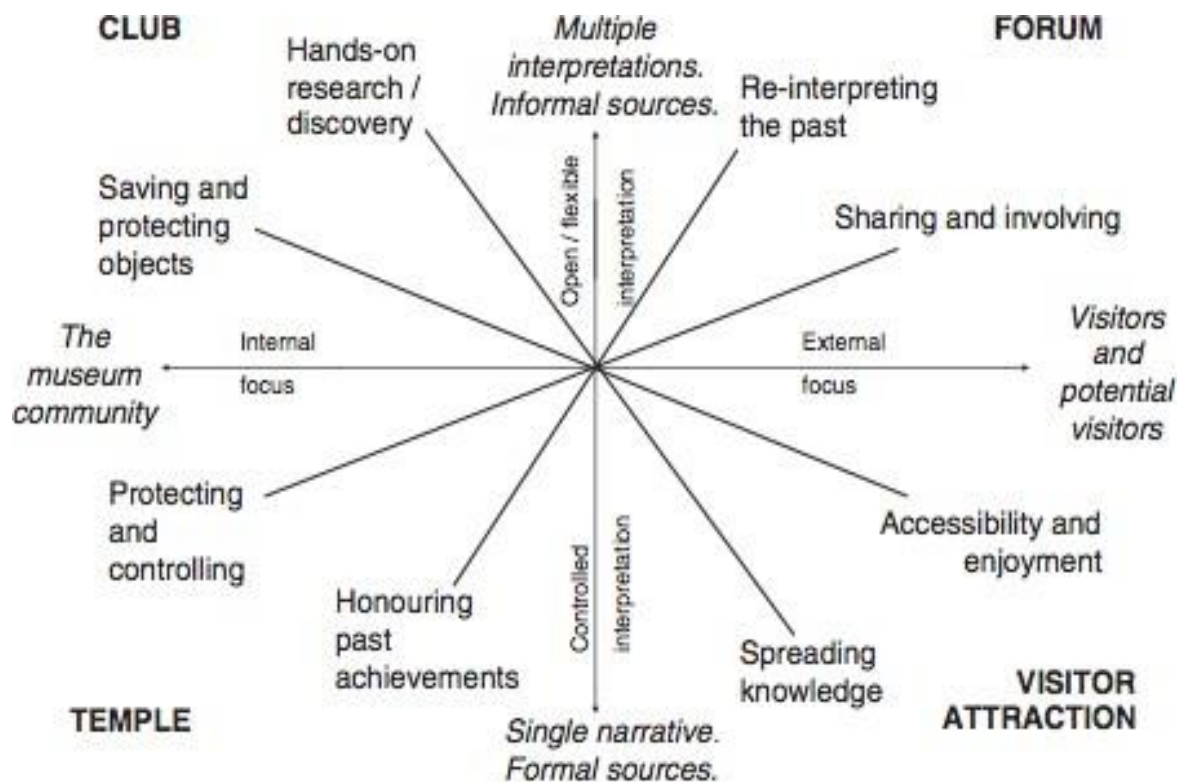 CLUB
Hands-on
research /
discovery
Multiple
interpretations.
Informal sources.
FORUM
Re-interpreting
the past
Saving and
protecting
objects
Open / flexible
interpretation
Sharing and involving
The
museum
community
Internal
focus
External
focus
Visitors
and
potential
visitors
Protecting
and
controlling
Honouring
past
achievements
Controlled
interpretation
Accessibility and
enjoyment
Spreading
knowledge
TEMPLE
Single narrative.
Formal sources.
VISITOR
ATTRACTION